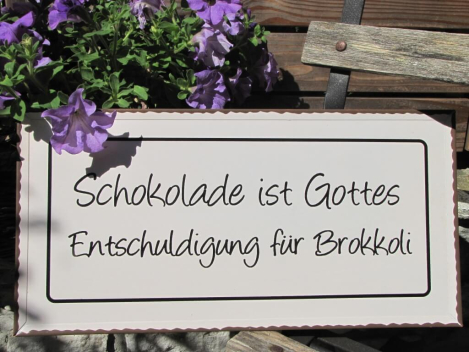 Schokolade ist Gottes
Entschuldigung für Brokkoli